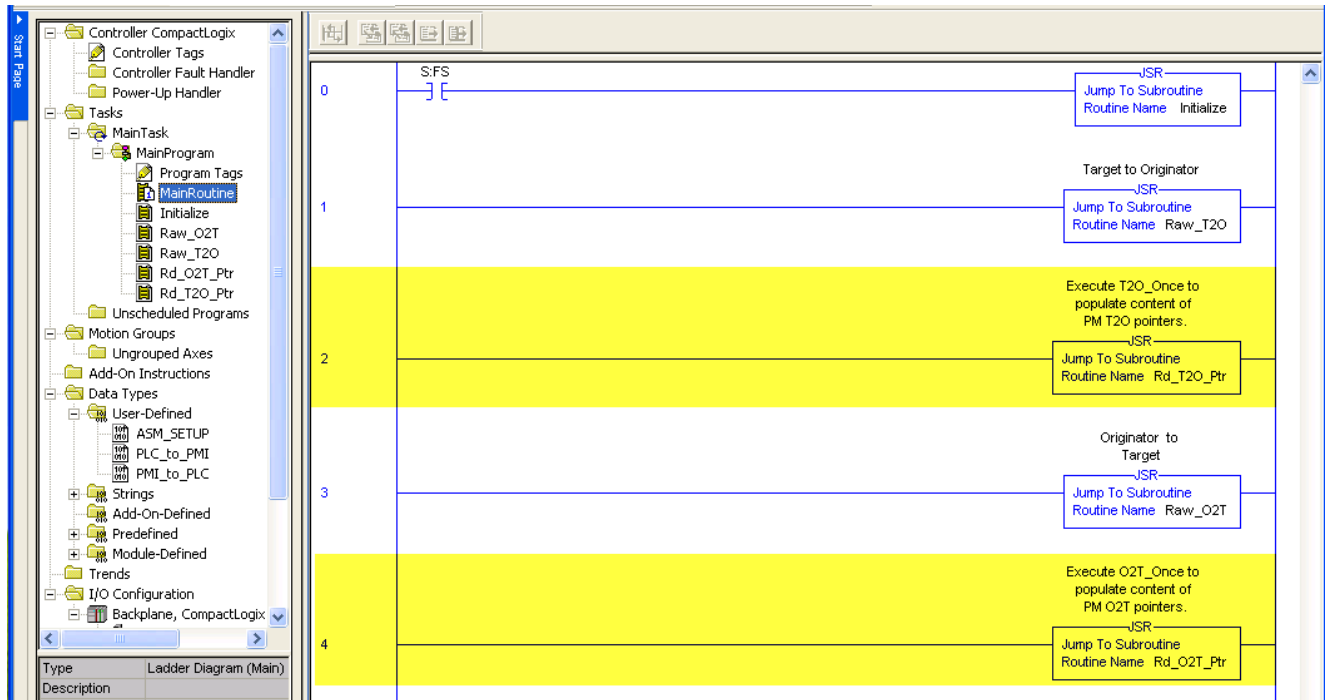 Start Page
Controller CompactLogix
Controller Tags
Controller Fault Handler
Power-Up Handler
Tasks
MainTask
MainProgram
Program Tags
MainRoutine
Initialize
Raw_O2T
Raw_T2O
Rd_O2T_Ptr
Rd_T2O_Ptr
Unscheduled Programs
Motion Groups
Ungrouped Axes
Add-On Instructions
Data Types
User-Defined
ASM_SETUP
PLC_to_PMI
PMI_to_PLC
Strings
Add-On-Defined
Predefined
Module-Defined
Trends
I/O Configuration
Backplane, CompactLogix
Type Ladder Diagram (Main)
Description
0
S:FS
JSR
Jump To Subroutine
Routine Name Initialize
1
Target to Originator
JSR
Jump To Subroutine
Routine Name Raw_T2O
2
Execute T2O_Once to
populate content of
PM T2O pointers.
JSR
Jump To Subroutine
Routine Name Rd_T2O_Ptr
3
Originator to
Target
JSR
Jump To Subroutine
Routine Name Raw_O2T
4
Execute O2T_Once to
populate content of
PM O2T pointers.
JSR
Jump To Subroutine
Routine Name Rd_O2T_Ptr